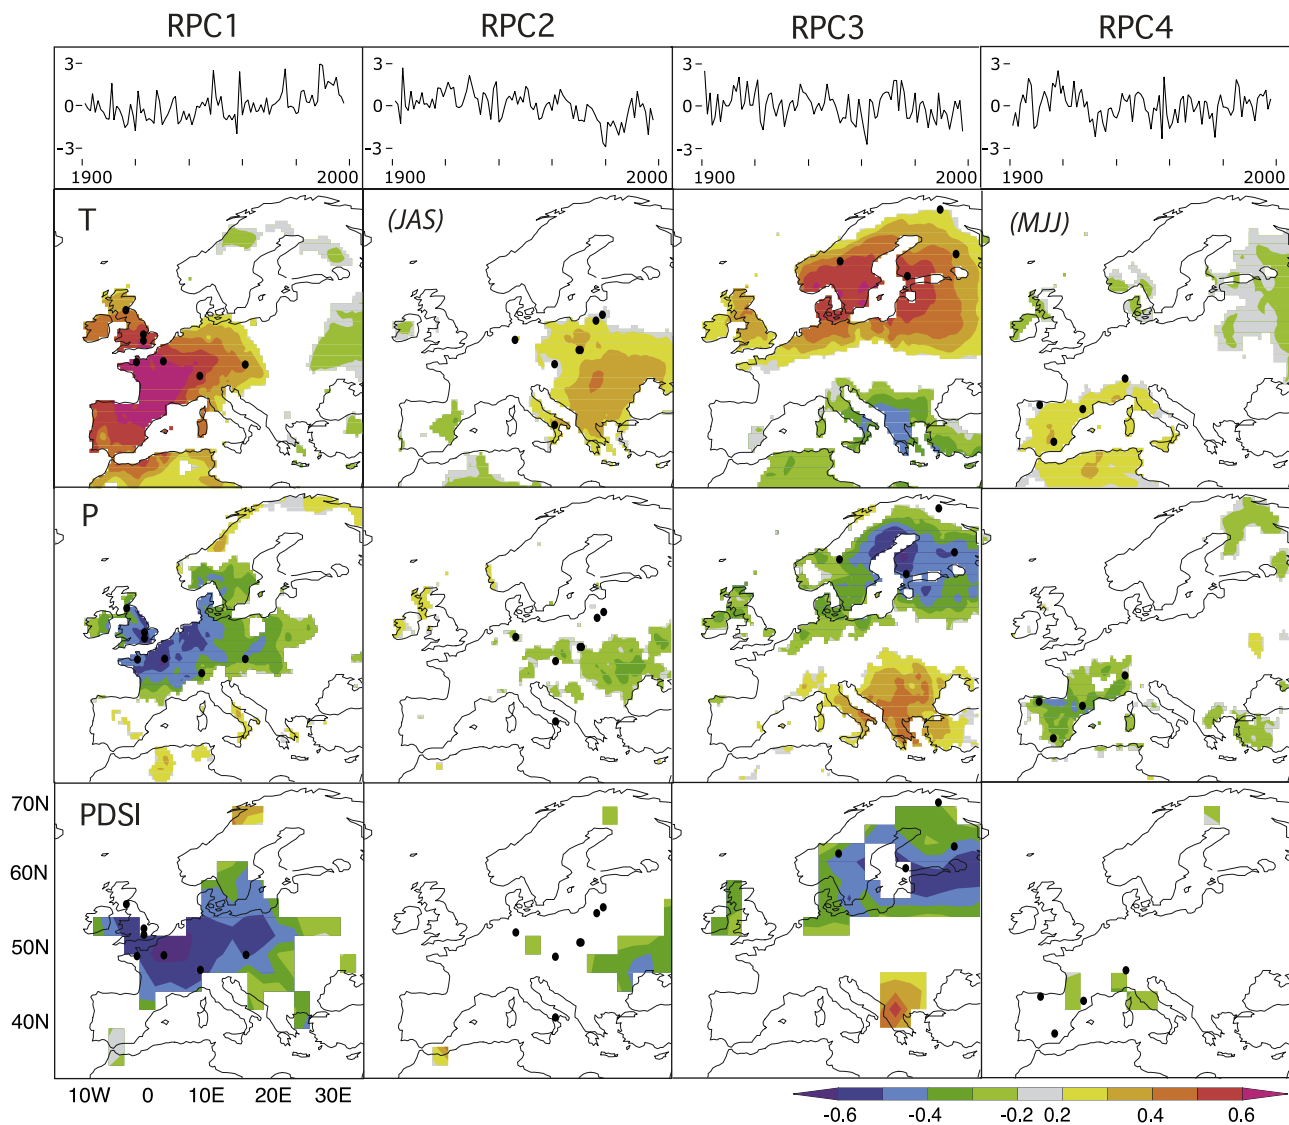 RPC1 RPC2 RPC3 RPC4
3 3 3 3
0 0 0 0
-3 -3 -3 -3
1900 2000 1900 2000 1900 2000 1900 2000
T (JAS) (MJJ)
P
70N PDSI
60N
50N
40N
10W 0 10E 20E 30E
-0.6 -0.4 -0.2 0.2 0.4 0.6